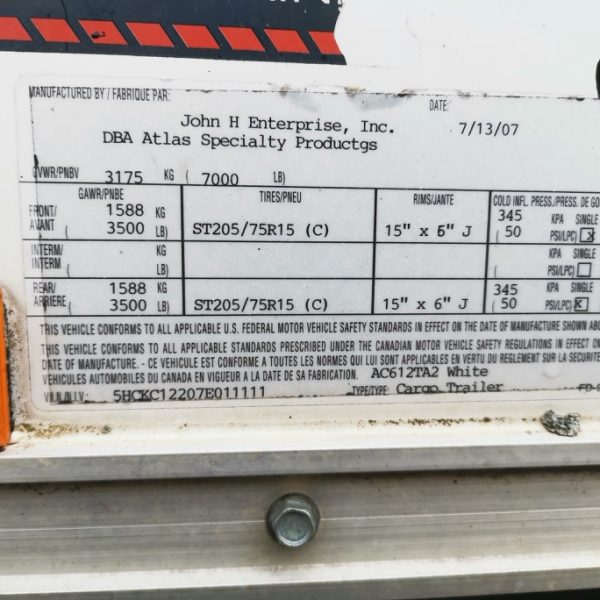 MANUFACTURED BY / FABRIQUE PAR: DATE:
John H Enterprise, Inc. 7/13/07
DBA Atlas Specialty Productgs
GVWR/PNBV 3175 KG ( 7000 LB)
GAWR/PNBE TIRES/PNEU RIMS/JANTE COLD INFL. PRESS./PRESS. DE
FRONT/ 1588 KG 345 KPA SINGLE
AVANT ( 3500 LB) ST205/75R15 (C) 15" x 6" J ( 50 PSI/LPC) X
INTERM/ KG KPA SINGLE
INTERM ( LB) ( PSI/LPC)
REAR/ 1588 KG 345 KPA SINGLE
ARRIERE ( 3500 LB) ST205/75R15 (C) 15" x 6" J ( 50 PSI/LPC) X
THIS VEHICLE CONFORMS TO ALL APPLICABLE U.S. FEDERAL MOTOR VEHICLE SAFETY STANDARDS IN EFFECT ON THE DATE OF MANUFACTURE SHOWN
THIS VEHICLE CONFORMS TO ALL APPLICABLE STANDARDS PRESCRIBED UNDER THE CANADIAN MOTOR VEHICLE SAFETY REGULATIONS IN EFFECT
DATE OF MANUFACTURE. - CE VEHICULE EST CONFORME A TOUTES LES NORMES QUI LUI SONT APPLICABLES EN VERTU DU REGLEMENT SUR LA SECURITE
VEHICULES AUTOMOBILES DU CANADA EN VIGUEUR A LA DATE DE SA FABRICATION. AC612TA2 White
V.I.N./N.I.V.: 5HCKC12207E011111 TYPE/TYPE: Cargo Trailer